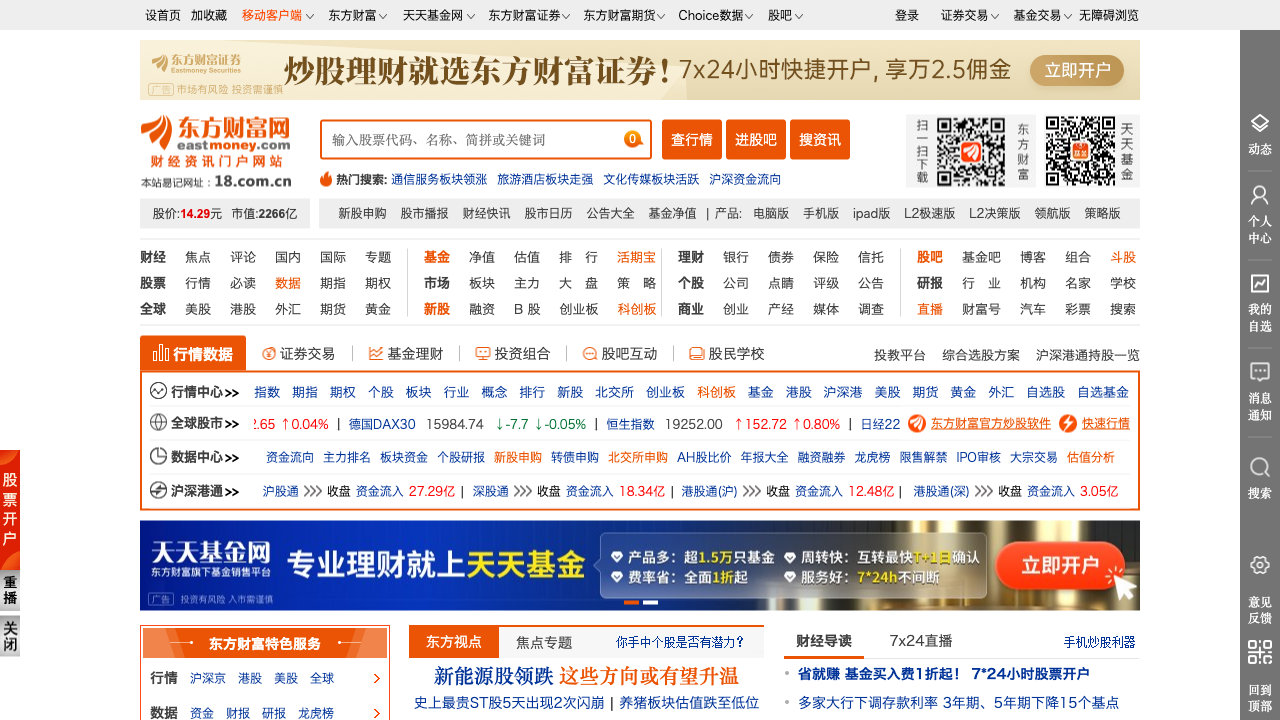 设首页 加收藏 移动客户端 东方财富 天天基金网 东方财富证券 东方财富期货 Choice数据 股吧 登录 证券交易 基金交易 无障碍浏览
东方财富证券 Eastmoney Securities
广告 市场有风险 投资需谨慎
炒股理财就选东方财富证券! 7x24小时快捷开户, 享万2.5佣金 立即开户
东方财富网
eastmoney.com
财经资讯门户网站
本站易记网址:18.com.cn
输入股票代码、名称、简拼或关键词 0 查行情 进股吧 搜资讯
热门搜索: 通信服务板块领涨 旅游酒店板块走强 文化传媒板块活跃 沪深资金流向
扫一扫下载 东方财富 天天基金
股价:14.29元 市值:2266亿
新股申购 股市播报 财经快讯 股市日历 公告大全 基金净值 | 产品: 电脑版 手机版 ipad版 L2极速版 L2决策版 领航版 策略版
财经 焦点 评论 国内 国际 专题 基金 净值 估值 排 行 活期宝 理财 银行 债券 保险 信托 股吧 基金吧 博客 组合 斗股
股票 行情 必读 数据 期指 期权 市场 板块 主力 大 盘 策 略 个股 公司 点睛 评级 公告 研报 行 业 机构 名家 学校
全球 美股 港股 外汇 期货 黄金 新股 融资 B 股 创业板 科创板 商业 创业 产经 媒体 调查 直播 财富号 汽车 彩票 搜索
行情数据 证券交易 基金理财 投资组合 股吧互动 股民学校 投教平台 综合选股方案 沪深港通持股一览
行情中心>> 指数 期指 期权 个股 板块 行业 概念 排行 新股 北交所 创业板 科创板 基金 港股 沪深港 美股 期货 黄金 外汇 自选股 自选基金
全球股市>> 2.65 ↑0.04% | 德国DAX30 15984.74 ↓-7.7 ↓-0.05% | 恒生指数 19252.00 ↑152.72 ↑0.80% | 日经22 东方财富官方炒股软件 快速行情
数据中心>> 资金流向 主力排名 板块资金 个股研报 新股申购 转债申购 北交所申购 AH股比价 年报大全 融资融券 龙虎榜 限售解禁 IPO审核 大宗交易 估值分析
沪深港通>> 沪股通 收盘 资金流入 27.29亿 | 深股通 收盘 资金流入 18.34亿 | 港股通(沪) 收盘 资金流入 12.48亿 | 港股通(深) 收盘 资金流入 3.05亿
天天基金网
东方财富旗下基金销售平台
广告 投资有风险 入市需谨慎
专业理财就上天天基金
产品多: 超1.5万只基金 周转快: 互转最快T+1日确认
费率省: 全面1折起 服务好: 7*24h不间断
立即开户
东方财富特色服务
行情 沪深京 港股 美股 全球
数据 资金 财报 研报 龙虎榜
东方视点 焦点专题 你手中个股是否有潜力?
新能源股领跌 这些方向或有望升温
史上最贵ST股5天出现2次闪崩 | 养猪板块估值跌至低位
财经导读 7x24直播 手机炒股利器
省就赚 基金买入费1折起! 7*24小时股票开户
多家大行下调存款利率 3年期、5年期下降15个基点
股票开户
重播
关闭
动态
个人
中心
我的
自选
消息
通知
搜索
意见
反馈
回到
顶部